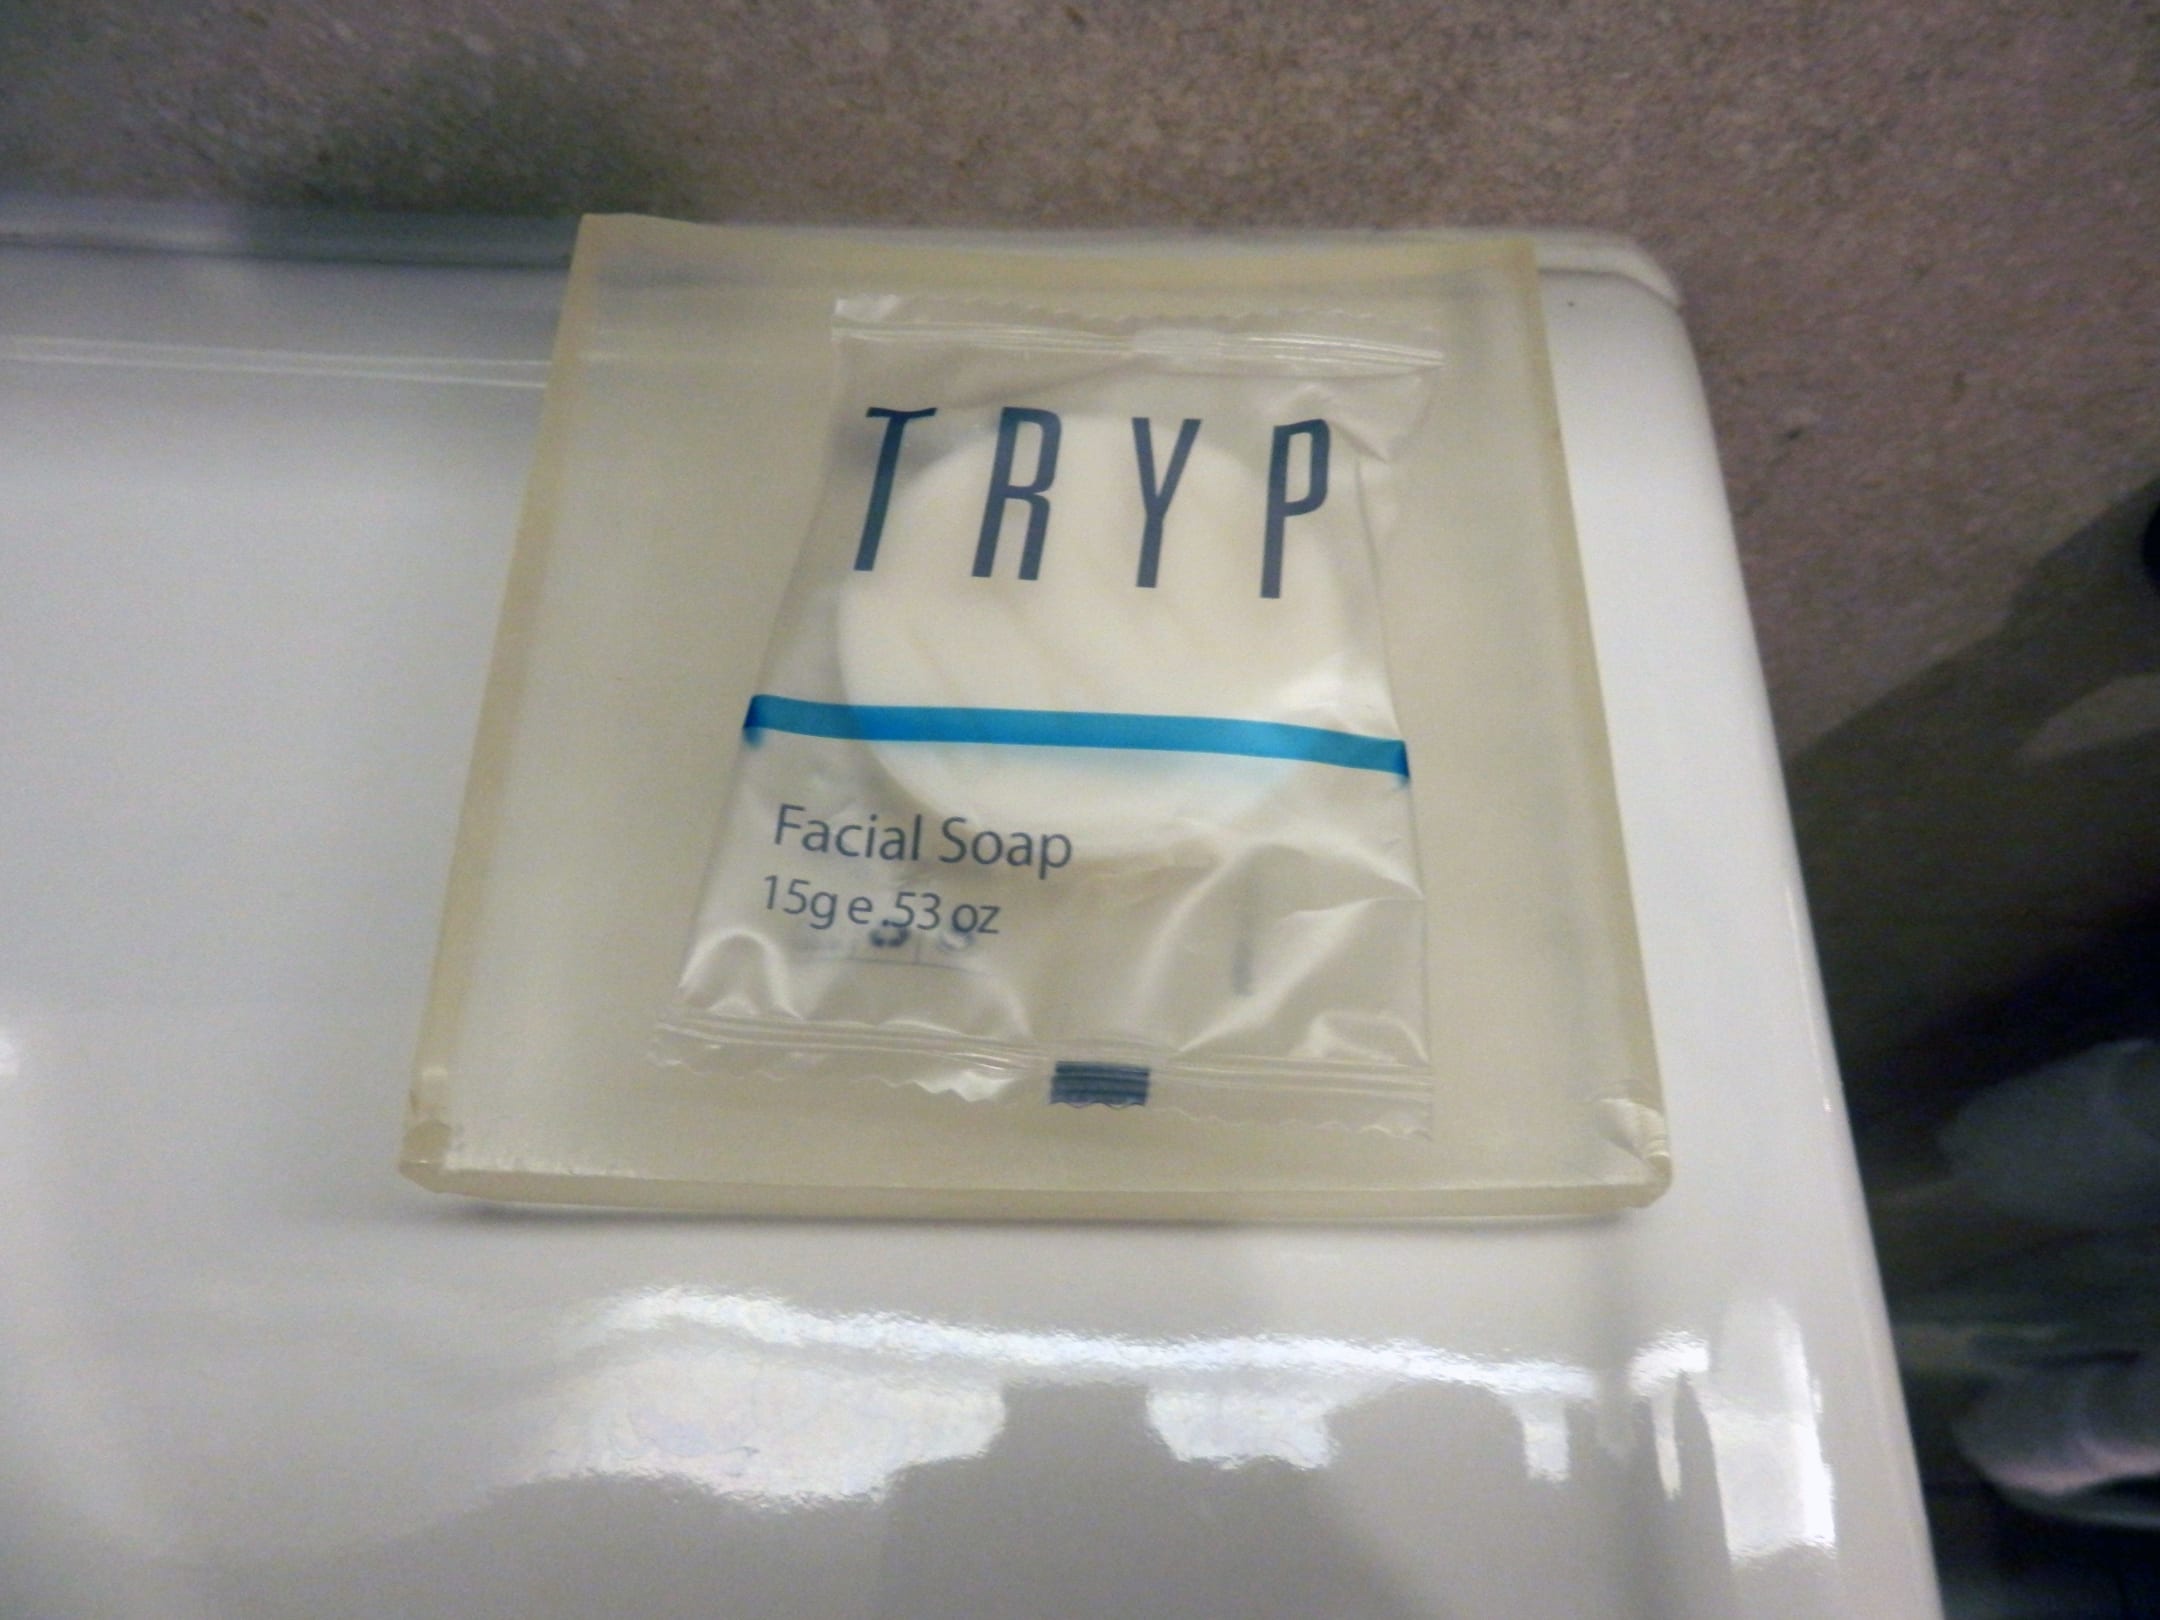 TRYP
Facial Soap
15g e .53 oz